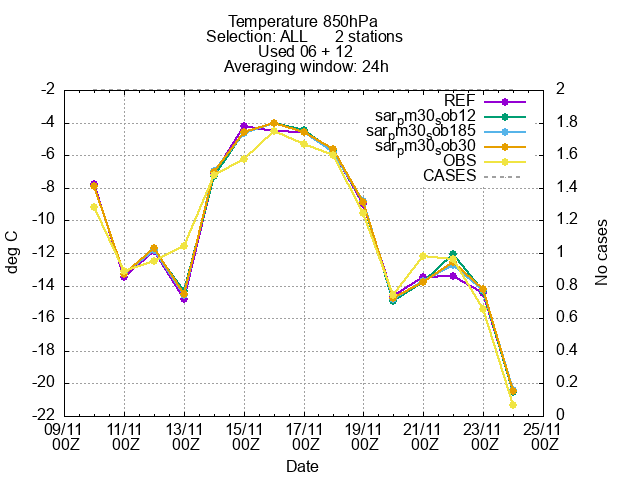 Temperature 850hPa
Selection: ALL 2 stations
Used 06 + 12
Averaging window: 24h
-2 2
-4 1.8
-6 1.6
-8 1.4
-10 1.2
-12 1
-14 0.8
-16 0.6
-18 0.4
-20 0.2
-22 0
REF
sarpm30sob12
sarpm30sob185
sarpm30sob30
OBS
CASES
deg C
No cases
09/11 11/11 13/11 15/11 17/11 19/11 21/11 23/11 25/11
00Z 00Z 00Z 00Z 00Z 00Z 00Z 00Z 00Z
Date